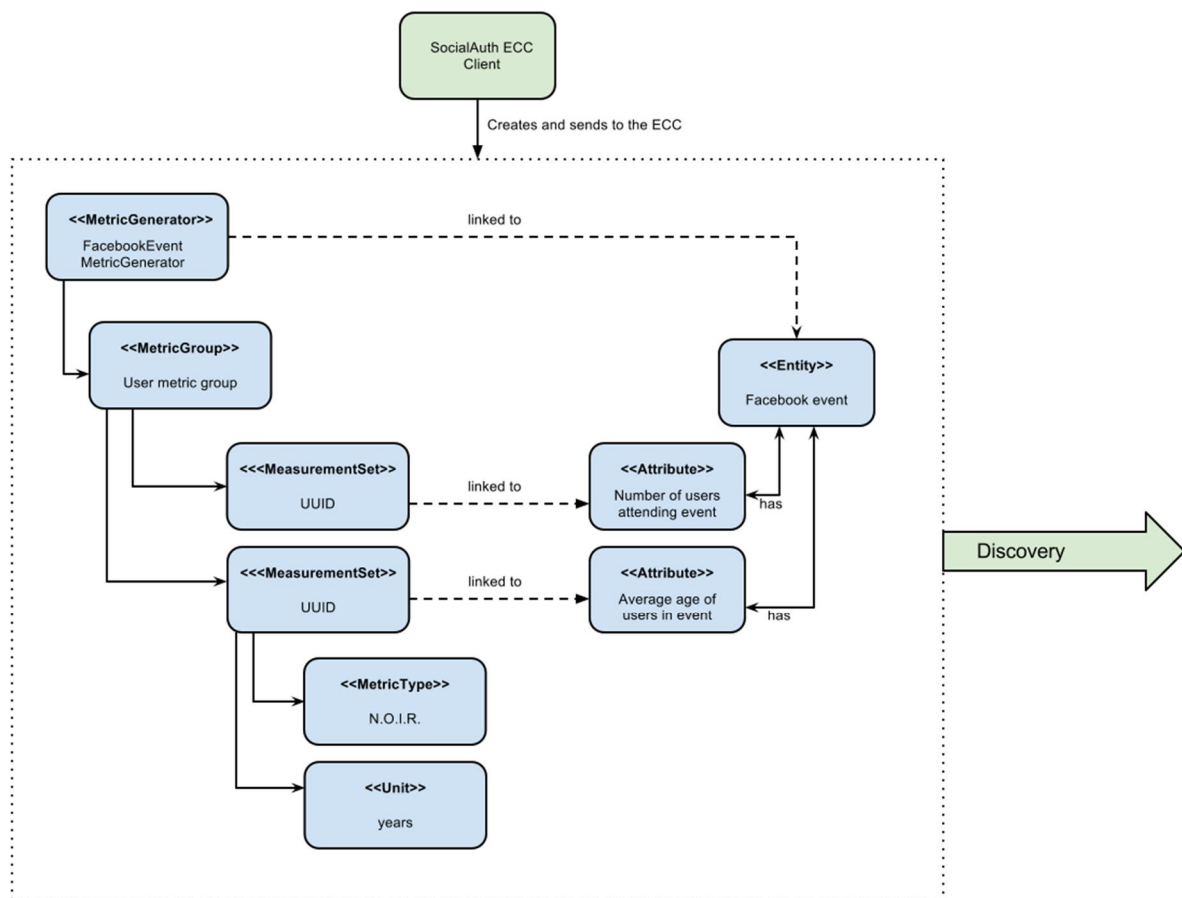 SocialAuth ECC
Client
Creates and sends to the ECC
<<MetricGenerator>>
FacebookEvent
MetricGenerator
linked to
<<MetricGroup>>
User metric group
<<Entity>>
Facebook event
<<<MeasurementSet>>
UUID
linked to
<<Attribute>>
Number of users
attending event
has
<<<MeasurementSet>>
UUID
linked to
<<Attribute>>
Average age of
users in event
has
Discovery
<<MetricType>>
N.O.I.R.
<<Unit>>
years